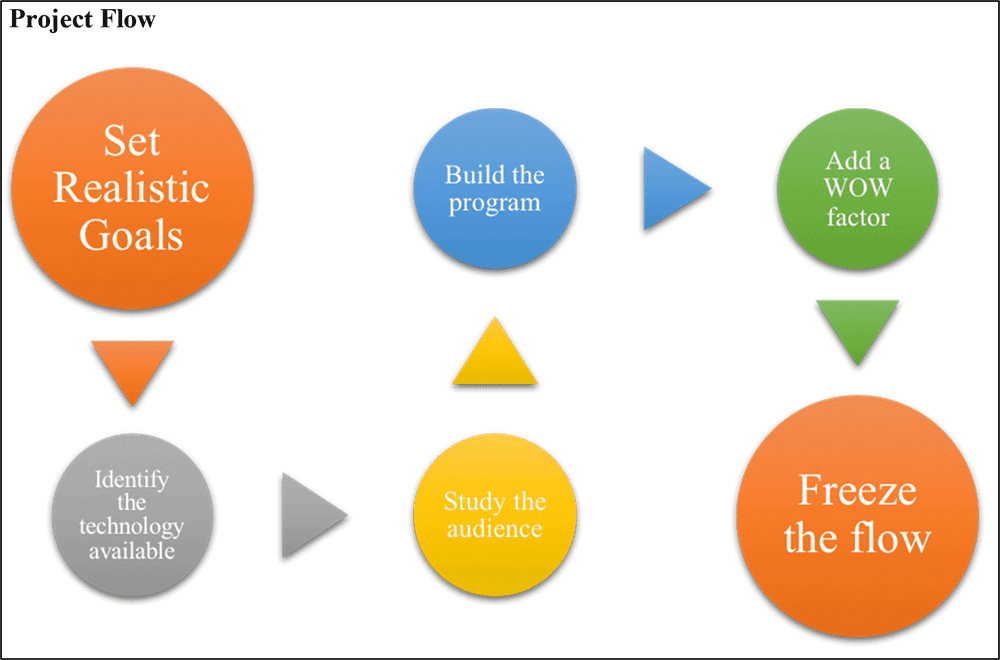 Project Flow
Set
Realistic
Goals
Identify
the
technology
available
Study the
audience
Build the
program
Add a
WOW
factor
Freeze
the flow